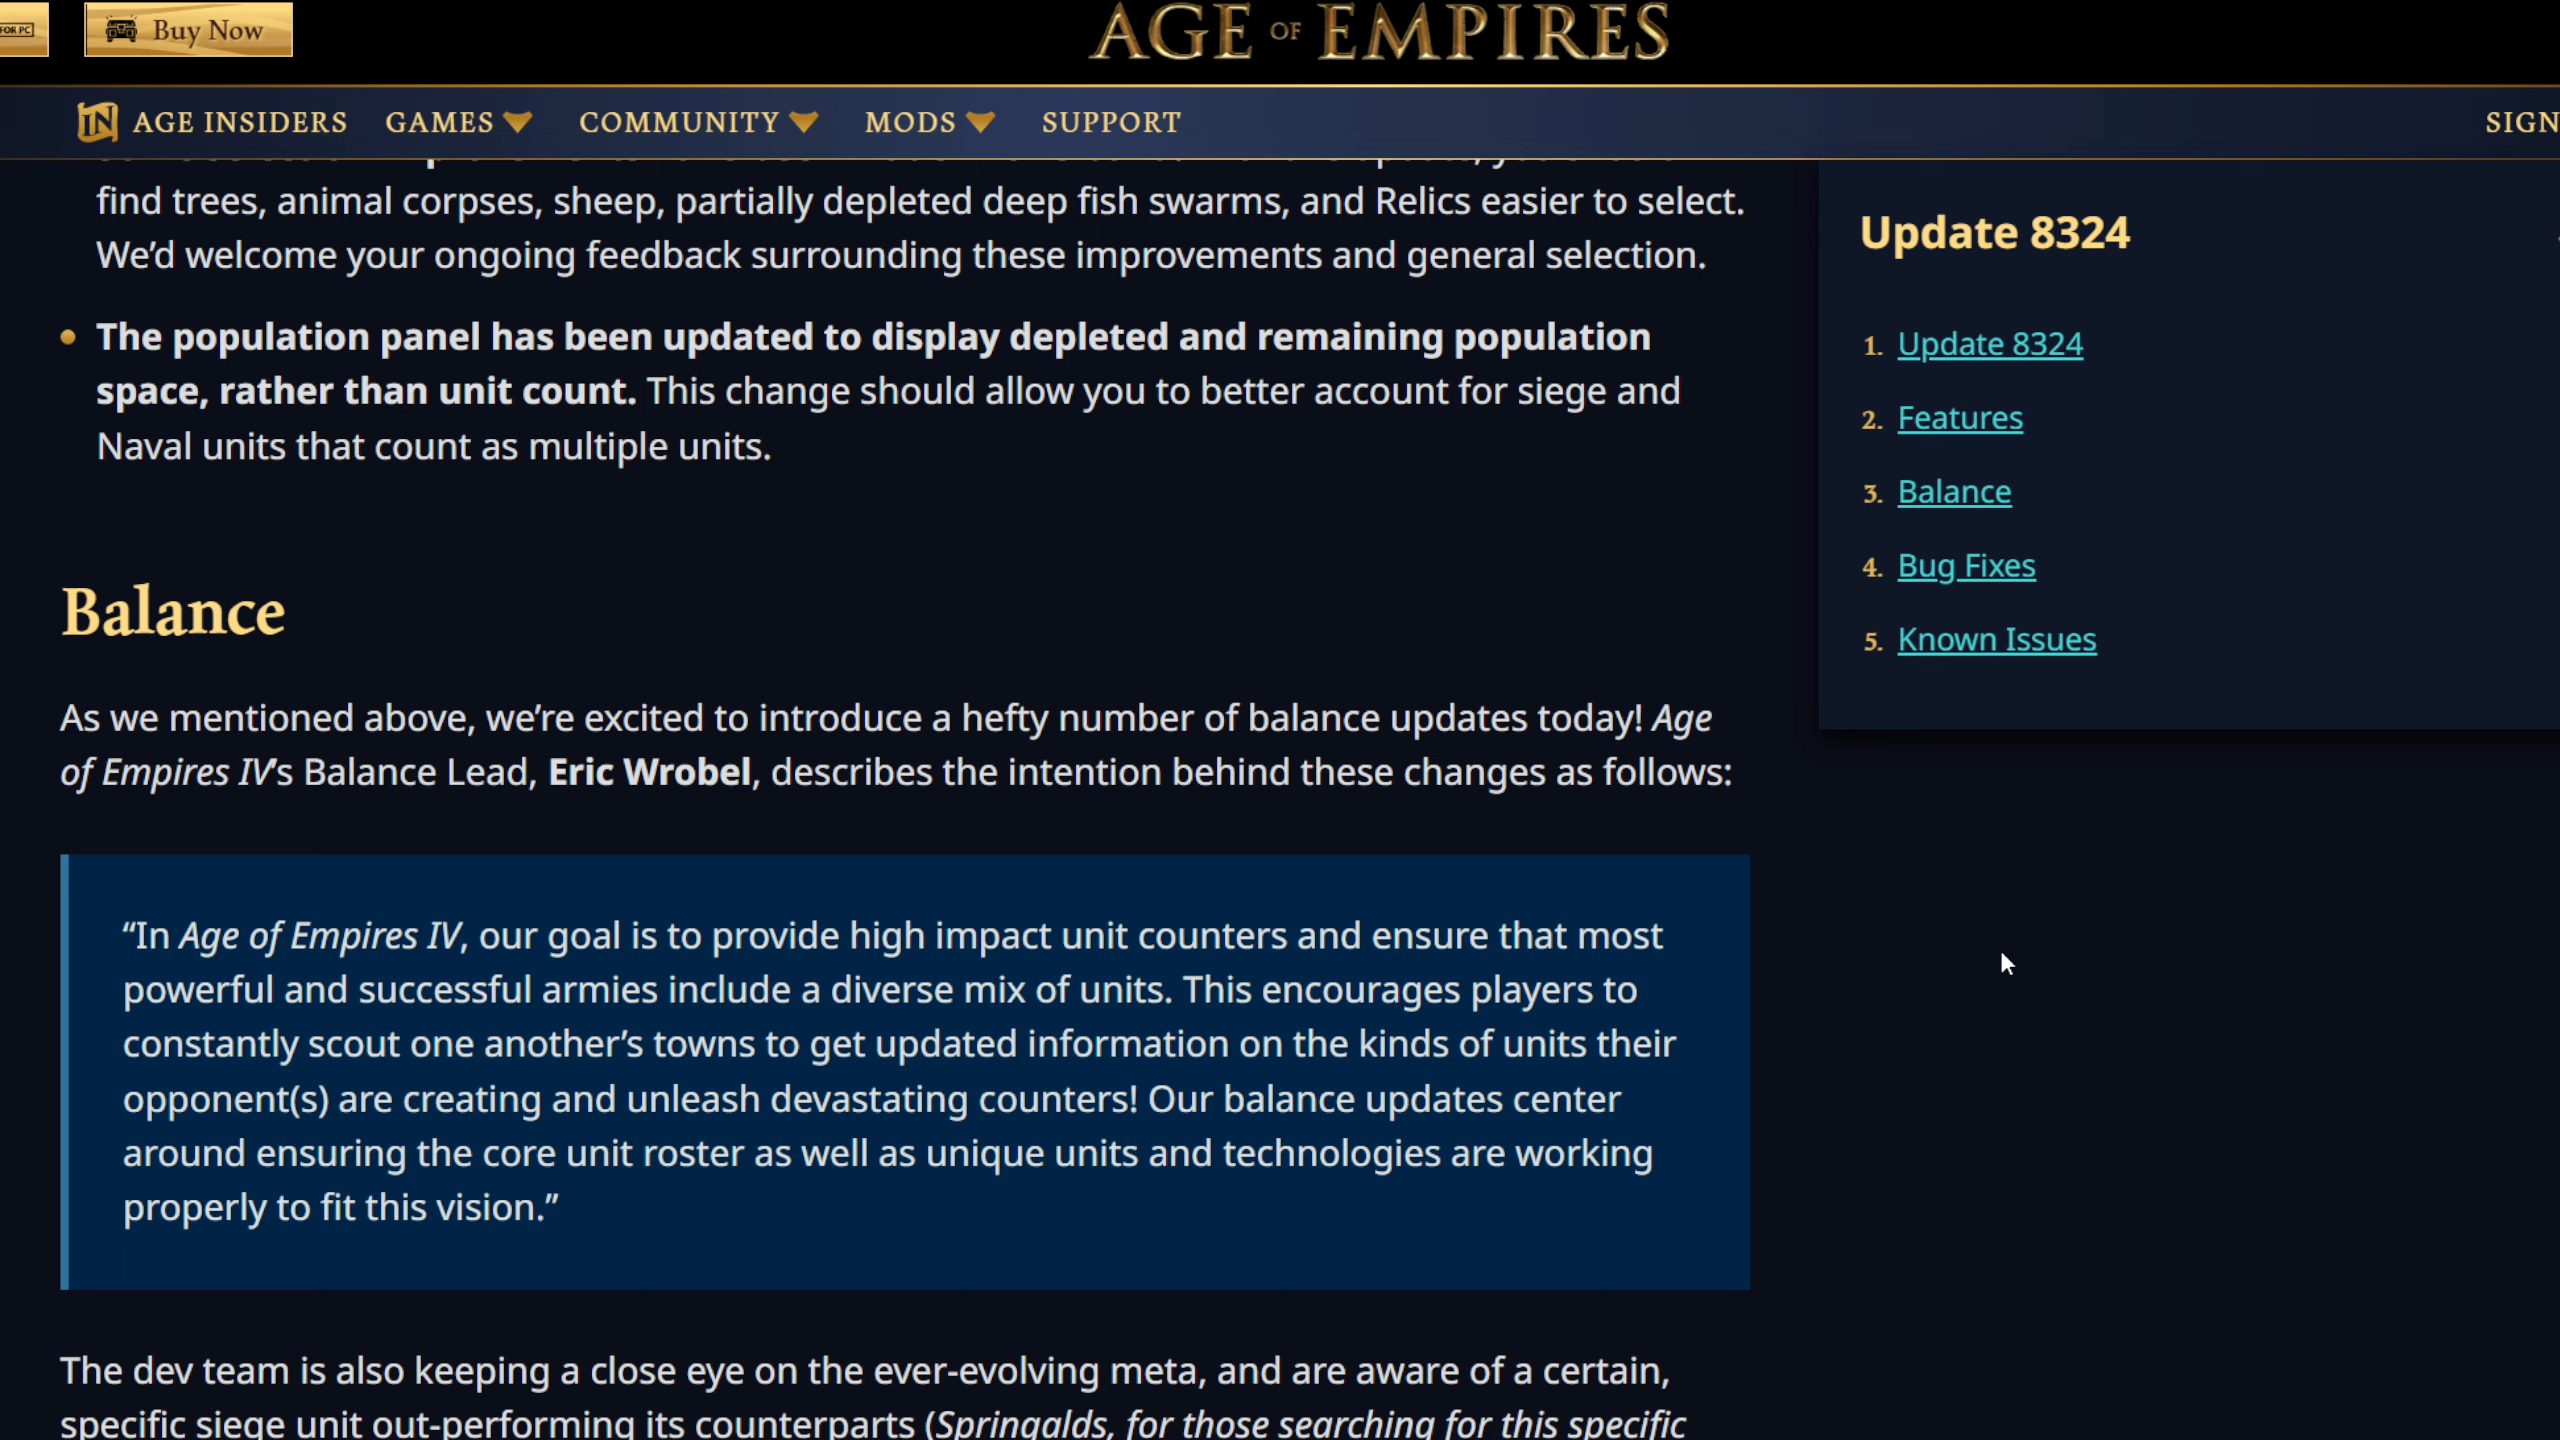 FOR PC
Buy Now
AGE OF EMPIRES
IN AGE INSIDERS GAMES COMMUNITY MODS SUPPORT SIGN
find trees, animal corpses, sheep, partially depleted deep fish swarms, and Relics easier to select.
We’d welcome your ongoing feedback surrounding these improvements and general selection.
The population panel has been updated to display depleted and remaining population
space, rather than unit count. This change should allow you to better account for siege and
Naval units that count as multiple units.
Balance
As we mentioned above, we’re excited to introduce a hefty number of balance updates today! Age
of Empires IV’s Balance Lead, Eric Wrobel, describes the intention behind these changes as follows:
“In Age of Empires IV, our goal is to provide high impact unit counters and ensure that most
powerful and successful armies include a diverse mix of units. This encourages players to
constantly scout one another’s towns to get updated information on the kinds of units their
opponent(s) are creating and unleash devastating counters! Our balance updates center
around ensuring the core unit roster as well as unique units and technologies are working
properly to fit this vision.”
The dev team is also keeping a close eye on the ever-evolving meta, and are aware of a certain,
specific siege unit out-performing its counterparts (Springalds, for those searching for this specific
Update 8324
1. Update 8324
2. Features
3. Balance
4. Bug Fixes
5. Known Issues